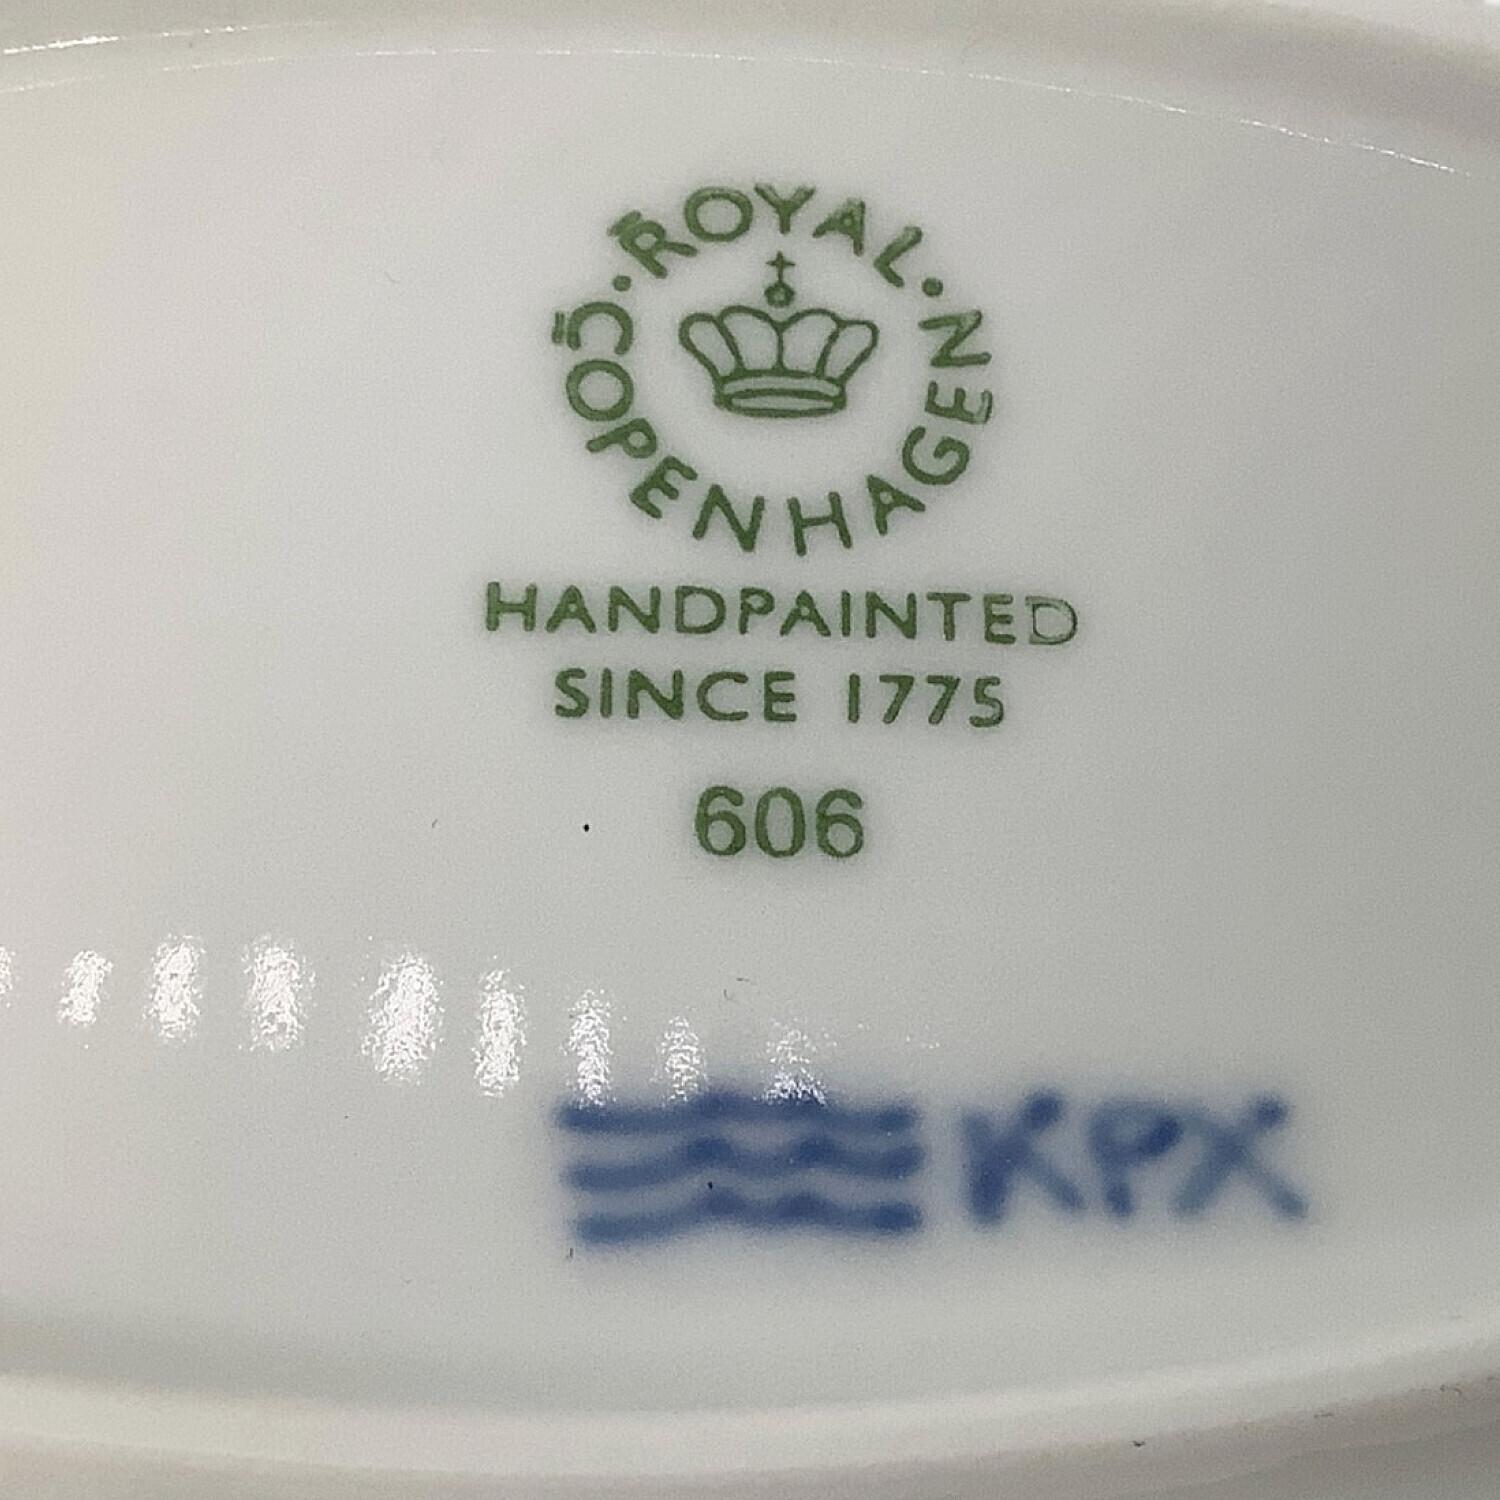 ROYAL · COPENHAGEN ·
HANDPAINTED
SINCE 1775
606
KPX